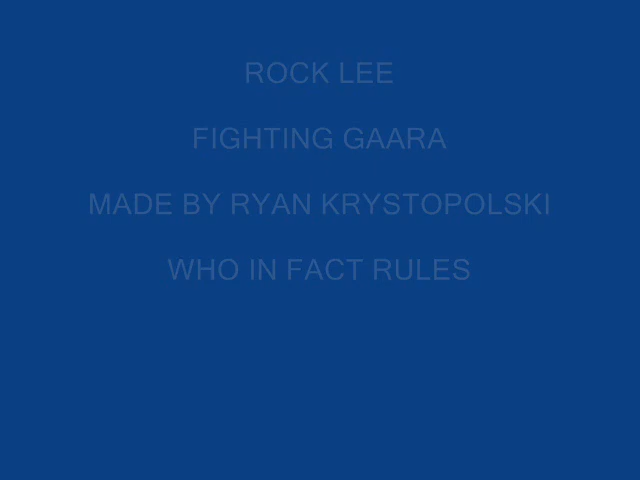 ROCK LEE
FIGHTING GAARA
MADE BY RYAN KRYSTOPOLSKI
WHO IN FACT RULES